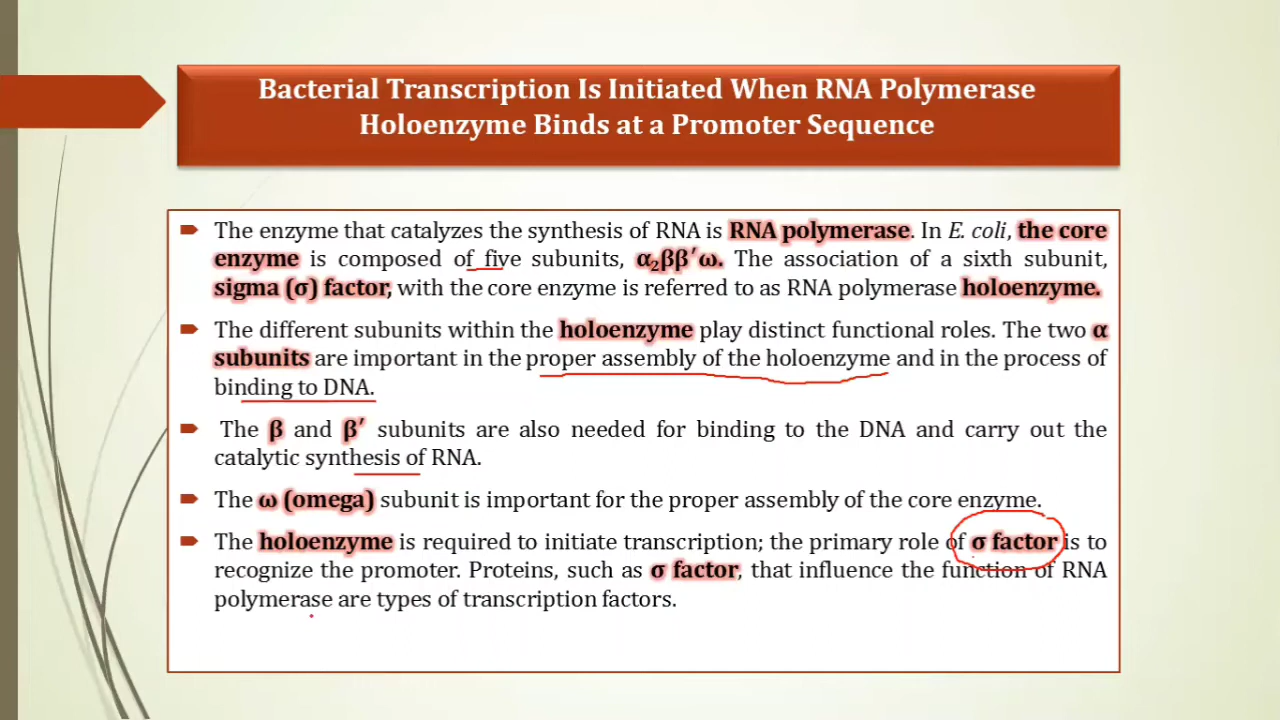 Bacterial Transcription Is Initiated When RNA Polymerase
Holoenzyme Binds at a Promoter Sequence
The enzyme that catalyzes the synthesis of RNA is RNA polymerase. In E. coli, the core
enzyme is composed of five subunits, α₂ββ′ω. The association of a sixth subunit,
sigma (σ) factor, with the core enzyme is referred to as RNA polymerase holoenzyme.
The different subunits within the holoenzyme play distinct functional roles. The two α
subunits are important in the proper assembly of the holoenzyme and in the process of
binding to DNA.
The β and β′ subunits are also needed for binding to the DNA and carry out the
catalytic synthesis of RNA.
The ω (omega) subunit is important for the proper assembly of the core enzyme.
The holoenzyme is required to initiate transcription; the primary role of σ factor is to
recognize the promoter. Proteins, such as σ factor, that influence the function of RNA
polymerase are types of transcription factors.